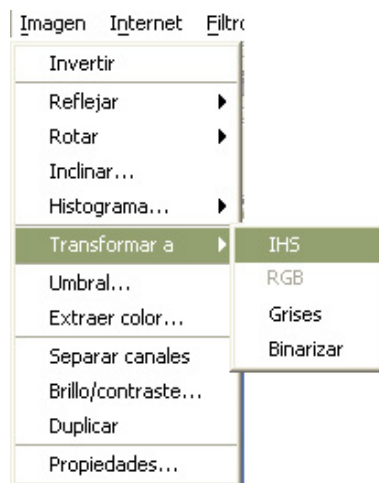 Imagen Internet Filtro
Invertir
Reflejar
Rotar
Inclinar...
Histograma...
Transformar a
IHS
RGB
Umbral...
Grises
Extraer color...
Binarizar
Separar canales
Brillo/contraste...
Duplicar
Propiedades...